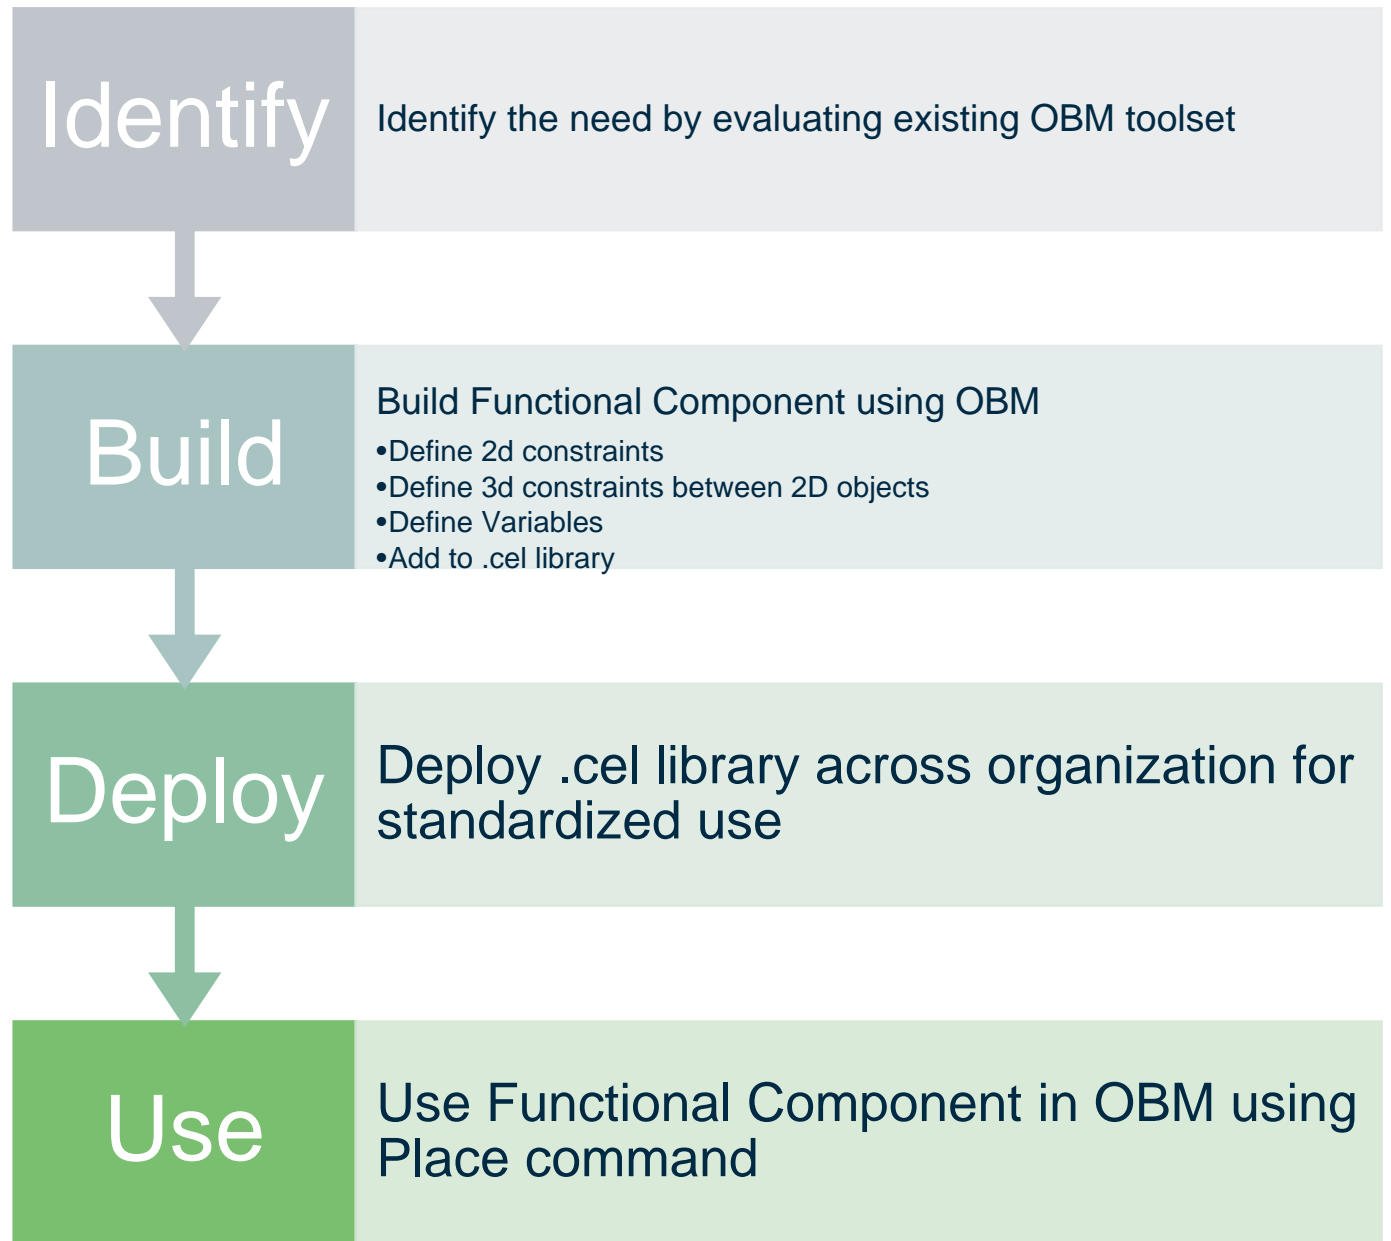 Identify
Identify the need by evaluating existing OBM toolset
Build
Build Functional Component using OBM
•Define 2d constraints
•Define 3d constraints between 2D objects
•Define Variables
•Add to .cel library
Deploy
Deploy .cel library across organization for
standardized use
Use
Use Functional Component in OBM using
Place command